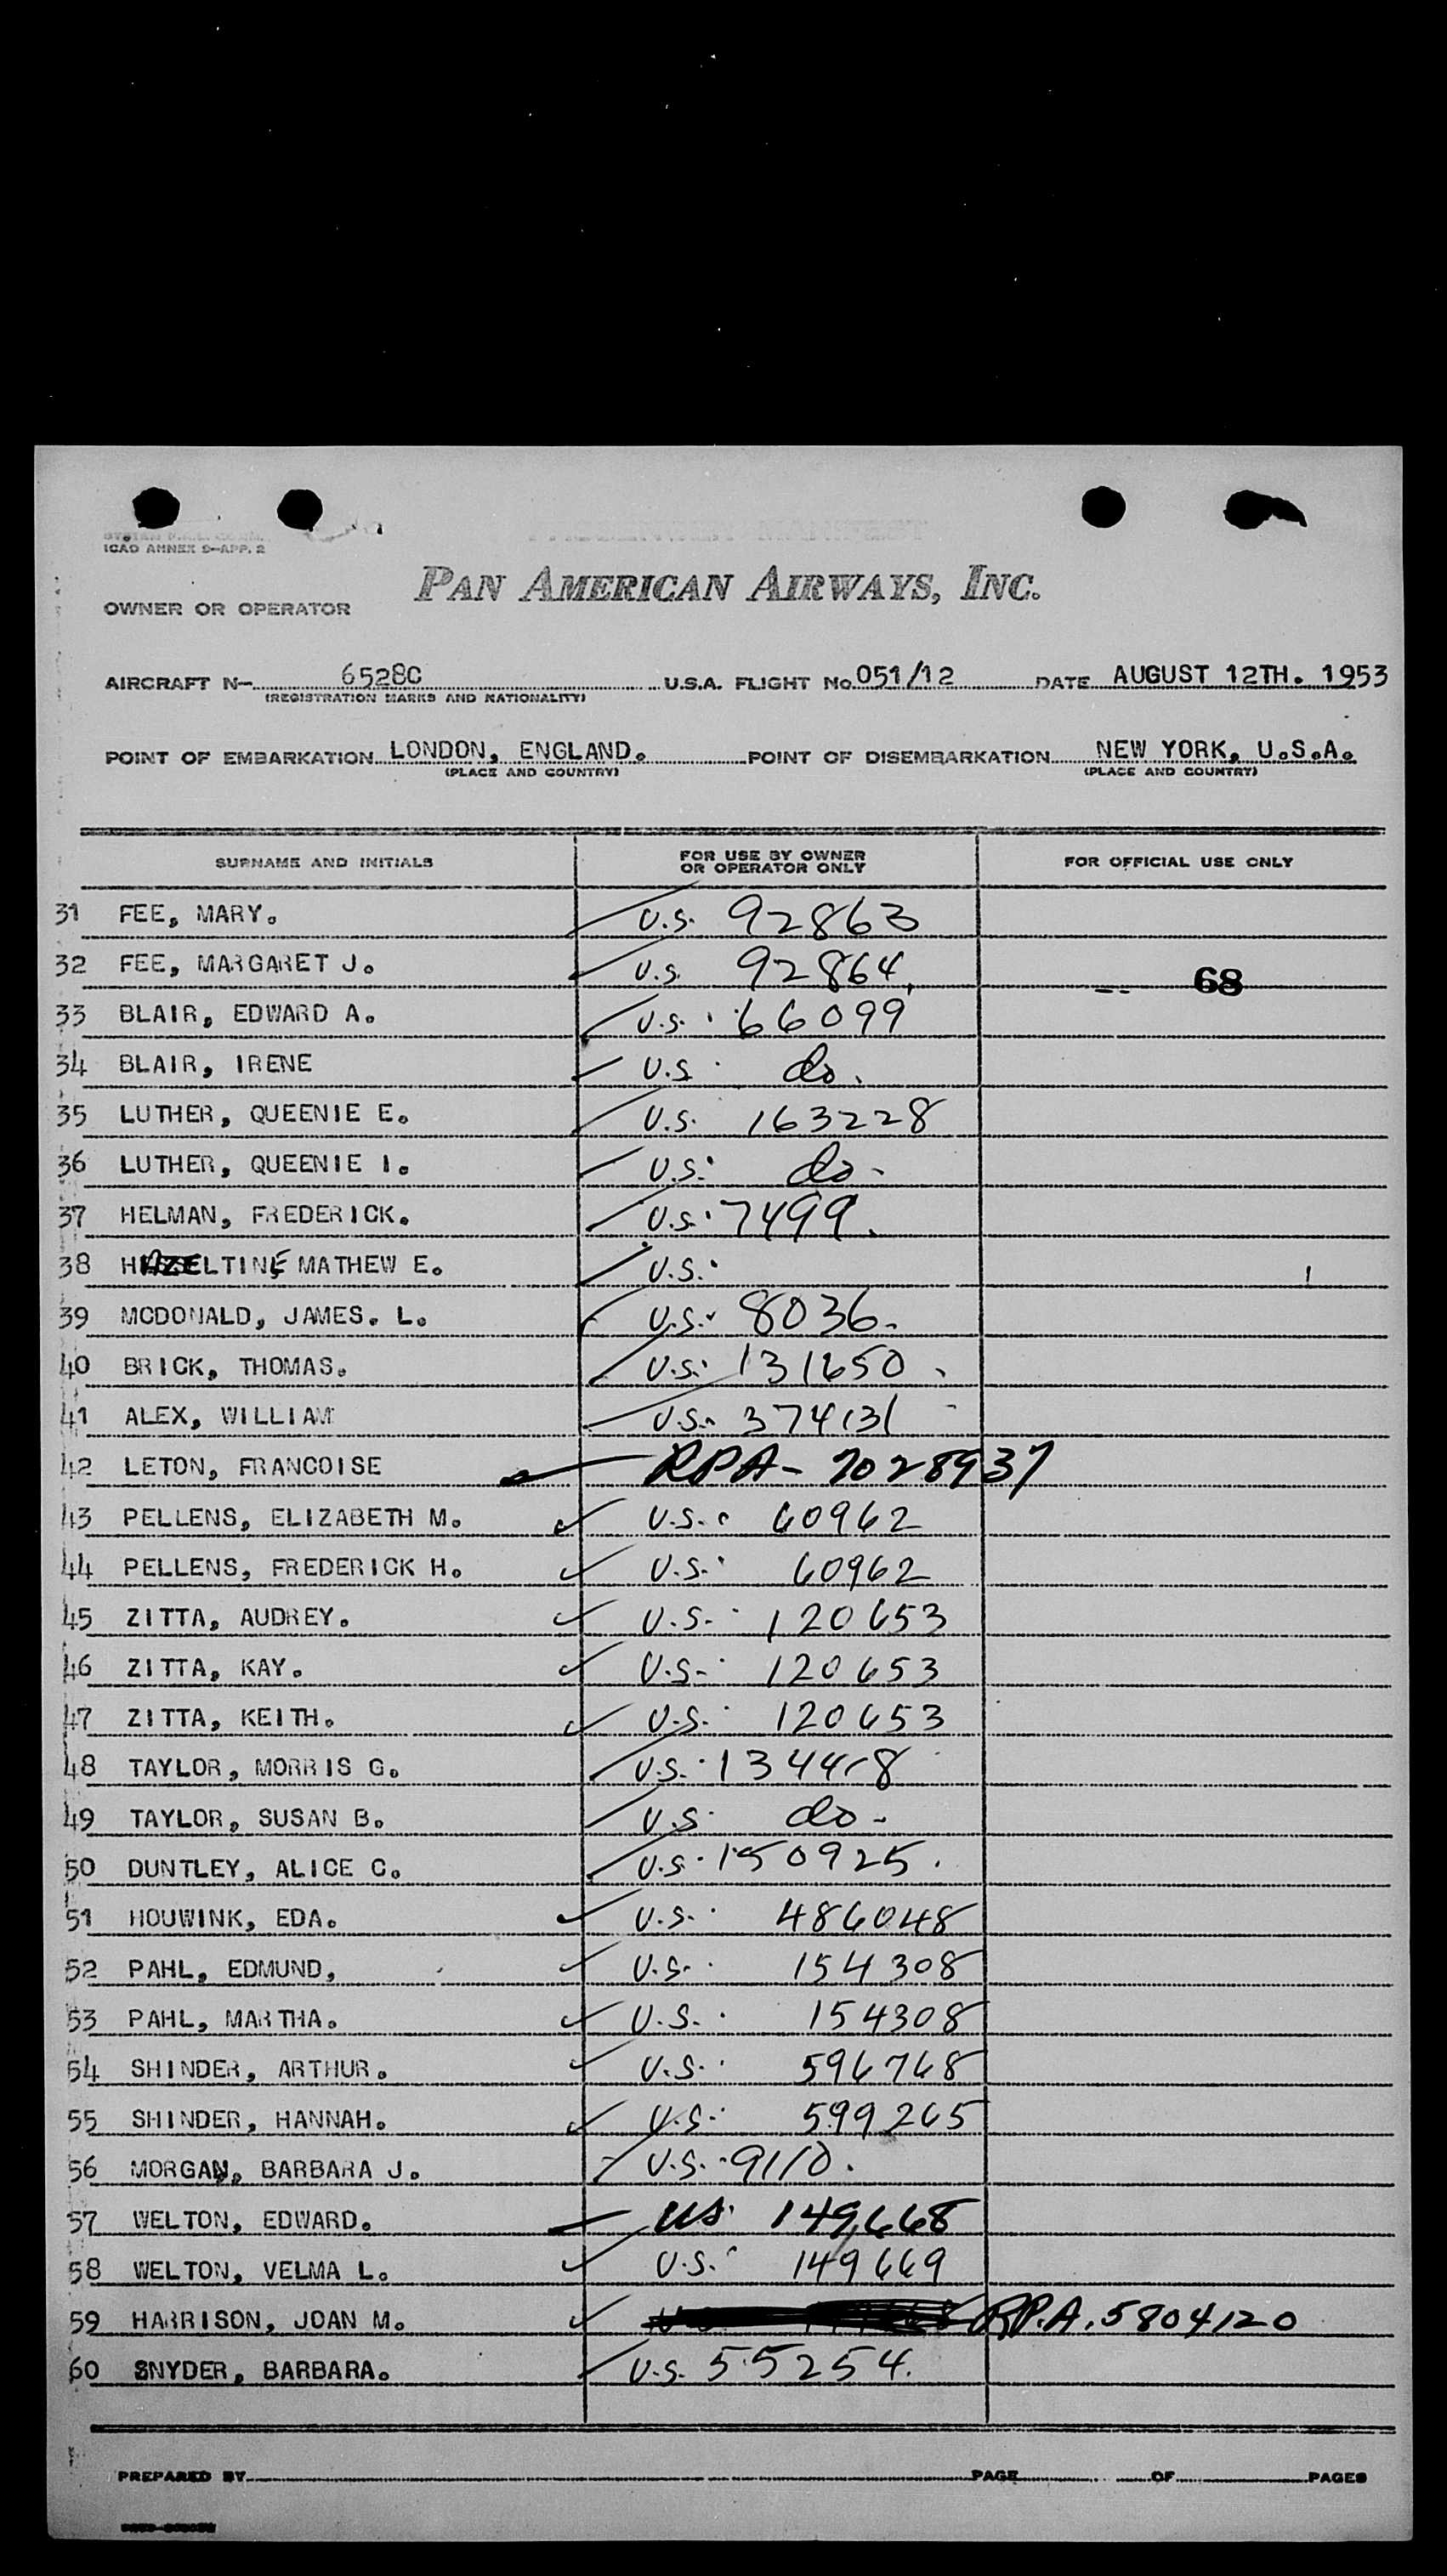 ICAO ANNEX 9-APP. 2
PAN AMERICAN AIRWAYS, INC.
OWNER OR OPERATOR
AIRCRAFT N- 6528C U.S.A. FLIGHT No. 051/12 DATE AUGUST 12TH. 1953
(REGISTRATION MARKS AND NATIONALITY)
POINT OF EMBARKATION LONDON, ENGLAND. POINT OF DISEMBARKATION NEW YORK, U.S.A.
(PLACE AND COUNTRY) (PLACE AND COUNTRY)
SURNAME AND INITIALS FOR USE BY OWNER OR OPERATOR ONLY FOR OFFICIAL USE ONLY
31 FEE, MARY. U.S. 92863
32 FEE, MARGARET J. U.S. 92864 68
33 BLAIR, EDWARD A. U.S. 66099
34 BLAIR, IRENE U.S. do.
35 LUTHER, QUEENIE E. U.S. 163228
36 LUTHER, QUEENIE I. U.S. do-
37 HELMAN, FREDERICK. U.S. 7499.
38 HAZELTINE MATHEW E. U.S.
39 MCDONALD, JAMES. L. U.S. 8036.
40 BRICK, THOMAS. U.S. 131650.
41 ALEX, WILLIAM U.S. 374131
42 LETON, FRANCOISE RPA- 7028937
43 PELLENS, ELIZABETH M. U.S. 60962
44 PELLENS, FREDERICK H. U.S. 60962
45 ZITTA, AUDREY. U.S. 120653
46 ZITTA, KAY. U.S. 120653
47 ZITTA, KEITH. U.S. 120653
48 TAYLOR, MORRIS G. U.S. 134418
49 TAYLOR, SUSAN B. U.S. do-
50 DUNTLEY, ALICE C. U.S. 150925.
51 HOUWINK, EDA. U.S. 486048
52 PAHL, EDMUND, U.S. 154308
53 PAHL, MARTHA. U.S. 154308
54 SHINDER, ARTHUR. U.S. 596768
55 SHINDER, HANNAH. U.S. 599265
56 MORGAN, BARBARA J. U.S. 9110.
57 WELTON, EDWARD. US. 149668
58 WELTON, VELMA L. U.S. 149669
59 HARRISON, JOAN M. RP.A. 5804120
60 SNYDER, BARBARA. U.S. 55254.
PREPARED BY PAGE OF PAGES